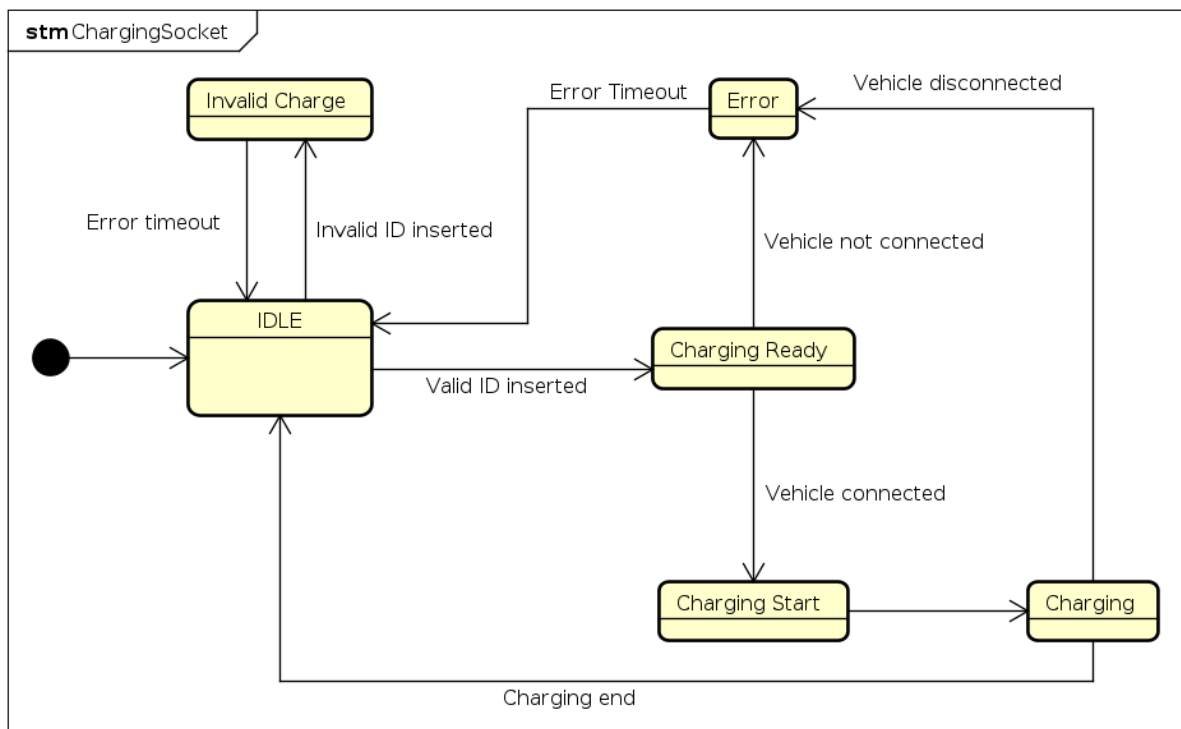 stm ChargingSocket
Invalid Charge
Error Timeout
Error
Vehicle disconnected
Error timeout
Invalid ID inserted
Vehicle not connected
IDLE
Charging Ready
Valid ID inserted
Vehicle connected
Charging Start
Charging
Charging end